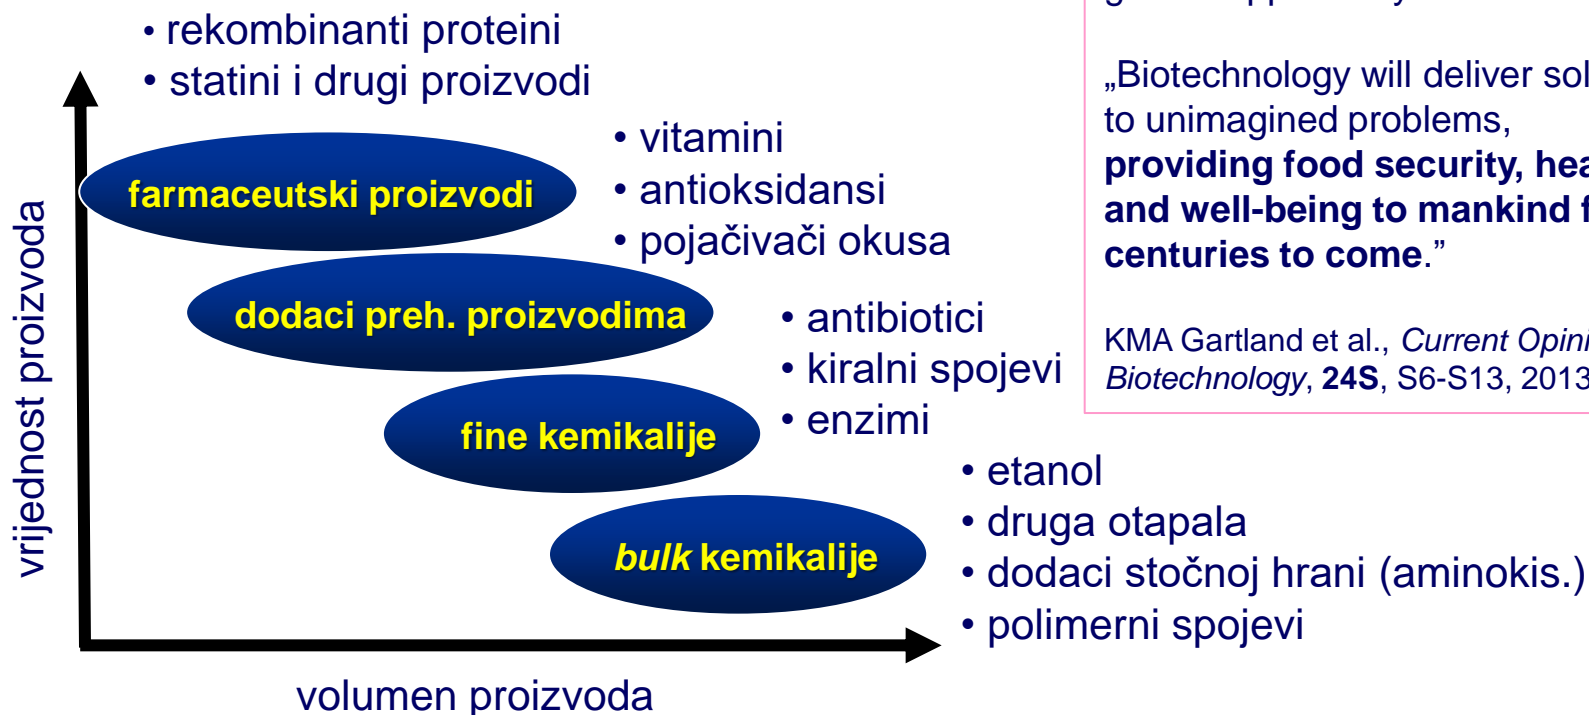 • rekombinanti proteini
• statini i drugi proizvodi
vrijednost proizvoda
farmaceutski proizvodi
• vitamini
• antioksidansi
• pojačivači okusa
dodaci preh. proizvodima
• antibiotici
• kiralni spojevi
• enzimi
fine kemikalije
• etanol
• druga otapala
• dodaci stočnoj hrani (aminokis.)
• polimerni spojevi
bulk kemikalije
volumen proizvoda
„Biotechnology will deliver
to unimagined problems,
providing food security,
and well-being to mankind
centuries to come.”
KMA Gartland et al., Current
Biotechnology, 24S, S6-S13, 2013